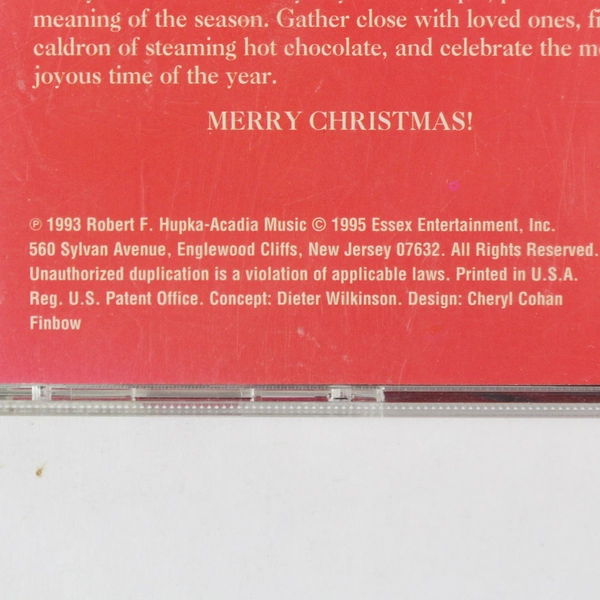 meaning of the season. Gather close with loved ones,
caldron of steaming hot chocolate, and celebrate the
joyous time of the year.
MERRY CHRISTMAS!
℗ 1993 Robert F. Hupka-Acadia Music © 1995 Essex Entertainment, Inc.
560 Sylvan Avenue, Englewood Cliffs, New Jersey 07632. All Rights Reserved.
Unauthorized duplication is a violation of applicable laws. Printed in U.S.A.
Reg. U.S. Patent Office. Concept: Dieter Wilkinson. Design: Cheryl Cohan
Finbow